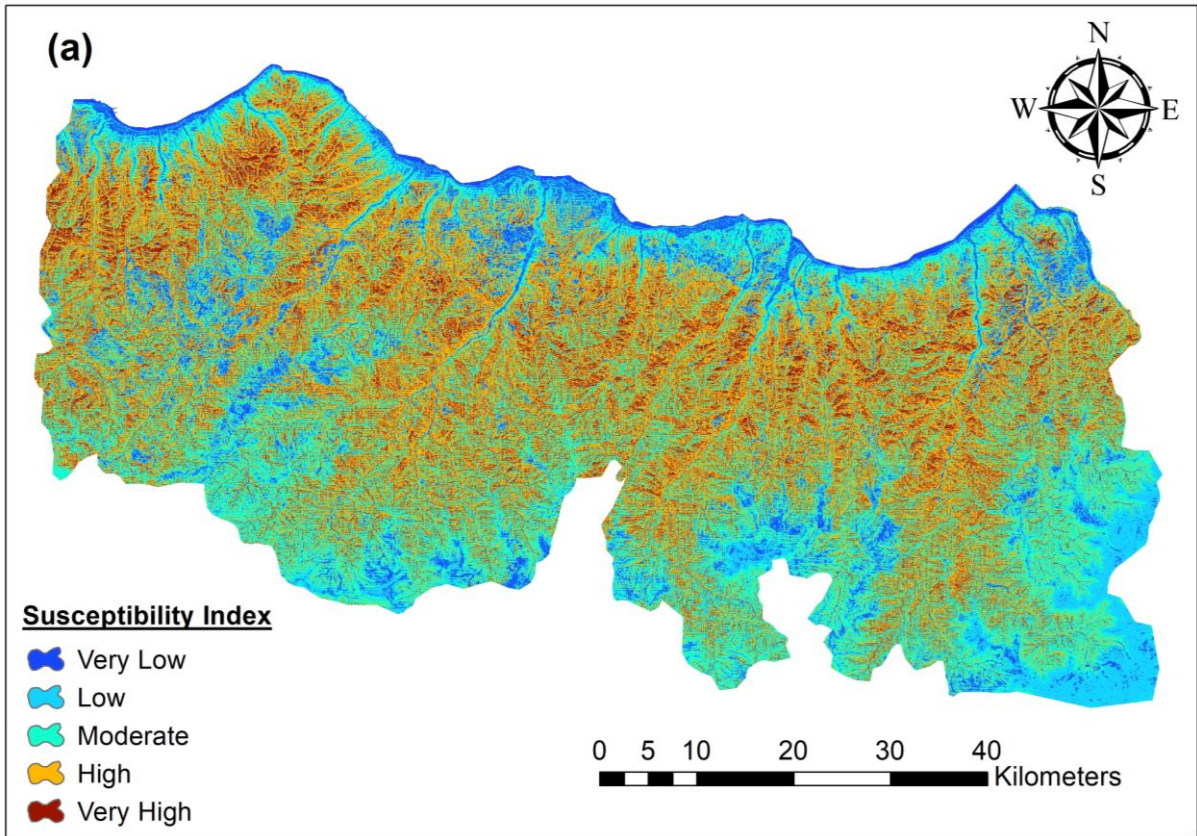 (a)
N
W E
S
Susceptibility Index
Very Low
Low
Moderate
High
Very High
0 5 10 20 30 40
Kilometers